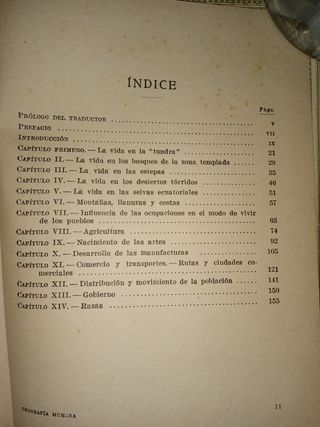 ÍNDICE
Págs.
PRÓLOGO DEL TRADUCTOR V
PREFACIO VII
INTRODUCCIÓN IX
CAPÍTULO PRIMERO.—La vida en la "tundra" 21
CAPÍTULO II.—La vida en los bosques de la zona templada 29
CAPÍTULO III.—La vida en las estepas 35
CAPÍTULO IV.—La vida en los desiertos tórridos 46
CAPÍTULO V.—La vida en las selvas ecuatoriales 51
CAPÍTULO VI.—Montañas, llanuras y costas 57
CAPÍTULO VII.—Influencia de las ocupaciones en el modo de vivir
de los pueblos 63
CAPÍTULO VIII.—Agricultura 74
CAPÍTULO IX.—Nacimiento de las artes 92
CAPÍTULO X.—Desarrollo de las manufacturas 105
CAPÍTULO XI.—Comercio y transportes.—Rutas y ciudades co-
merciales 121
CAPÍTULO XII.—Distribución y movimiento de la población 141
CAPÍTULO XIII.—Gobierno 150
CAPÍTULO XIV.—Razas 155
GEOGRAFÍA HUMANA 11